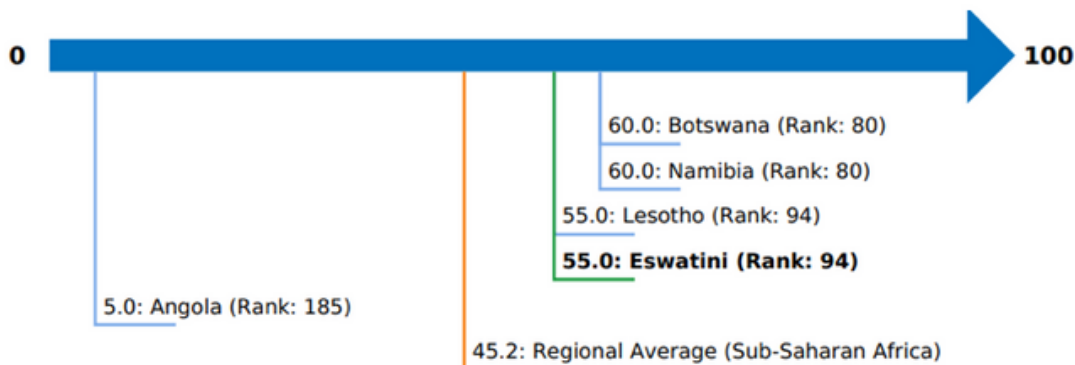 0
100
60.0: Botswana (Rank: 80)
60.0: Namibia (Rank: 80)
55.0: Lesotho (Rank: 94)
55.0: Eswatini (Rank: 94)
5.0: Angola (Rank: 185)
45.2: Regional Average (Sub-Saharan Africa)